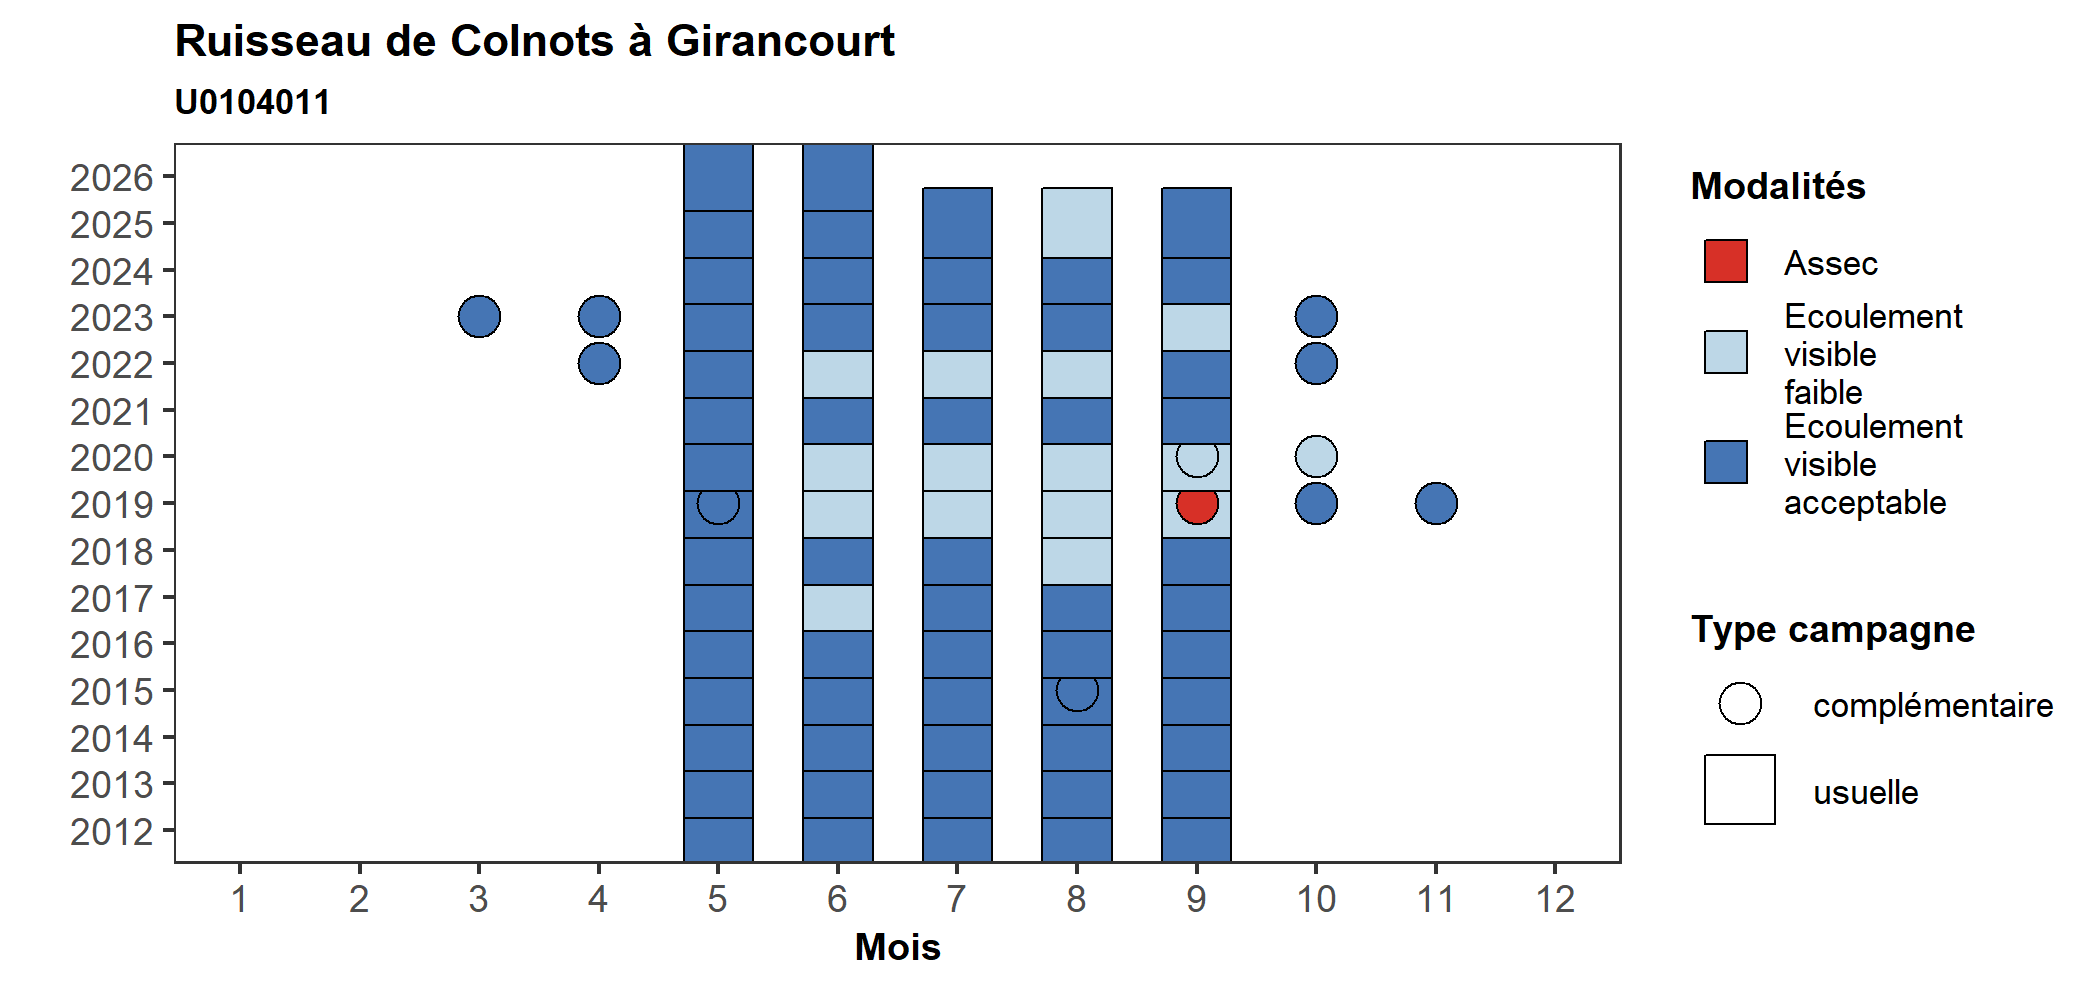 Ruisseau de Colnots à Girancourt
U0104011
2026
2025
2024
2023
2022
2021
2020
2019
2018
2017
2016
2015
2014
2013
2012
1 2 3 4 5 6 7 8 9 10 11 12
Mois
Modalités
Assec
Ecoulement
visible
faible
Ecoulement
visible
acceptable
Type campagne
complémentaire
usuelle